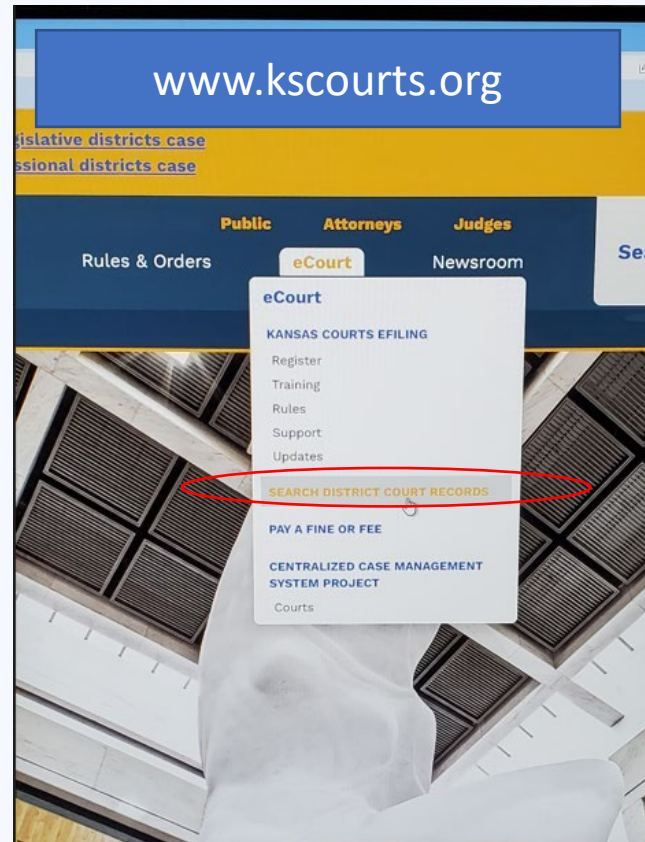 www.kscourts.org
gislative districts case
ssional districts case
Public Attorneys Judges
Rules & Orders eCourt Newsroom Sea
eCourt
KANSAS COURTS EFILING
Register
Training
Rules
Support
Updates
SEARCH DISTRICT COURT RECORDS
PAY A FINE OR FEE
CENTRALIZED CASE MANAGEMENT
SYSTEM PROJECT
Courts